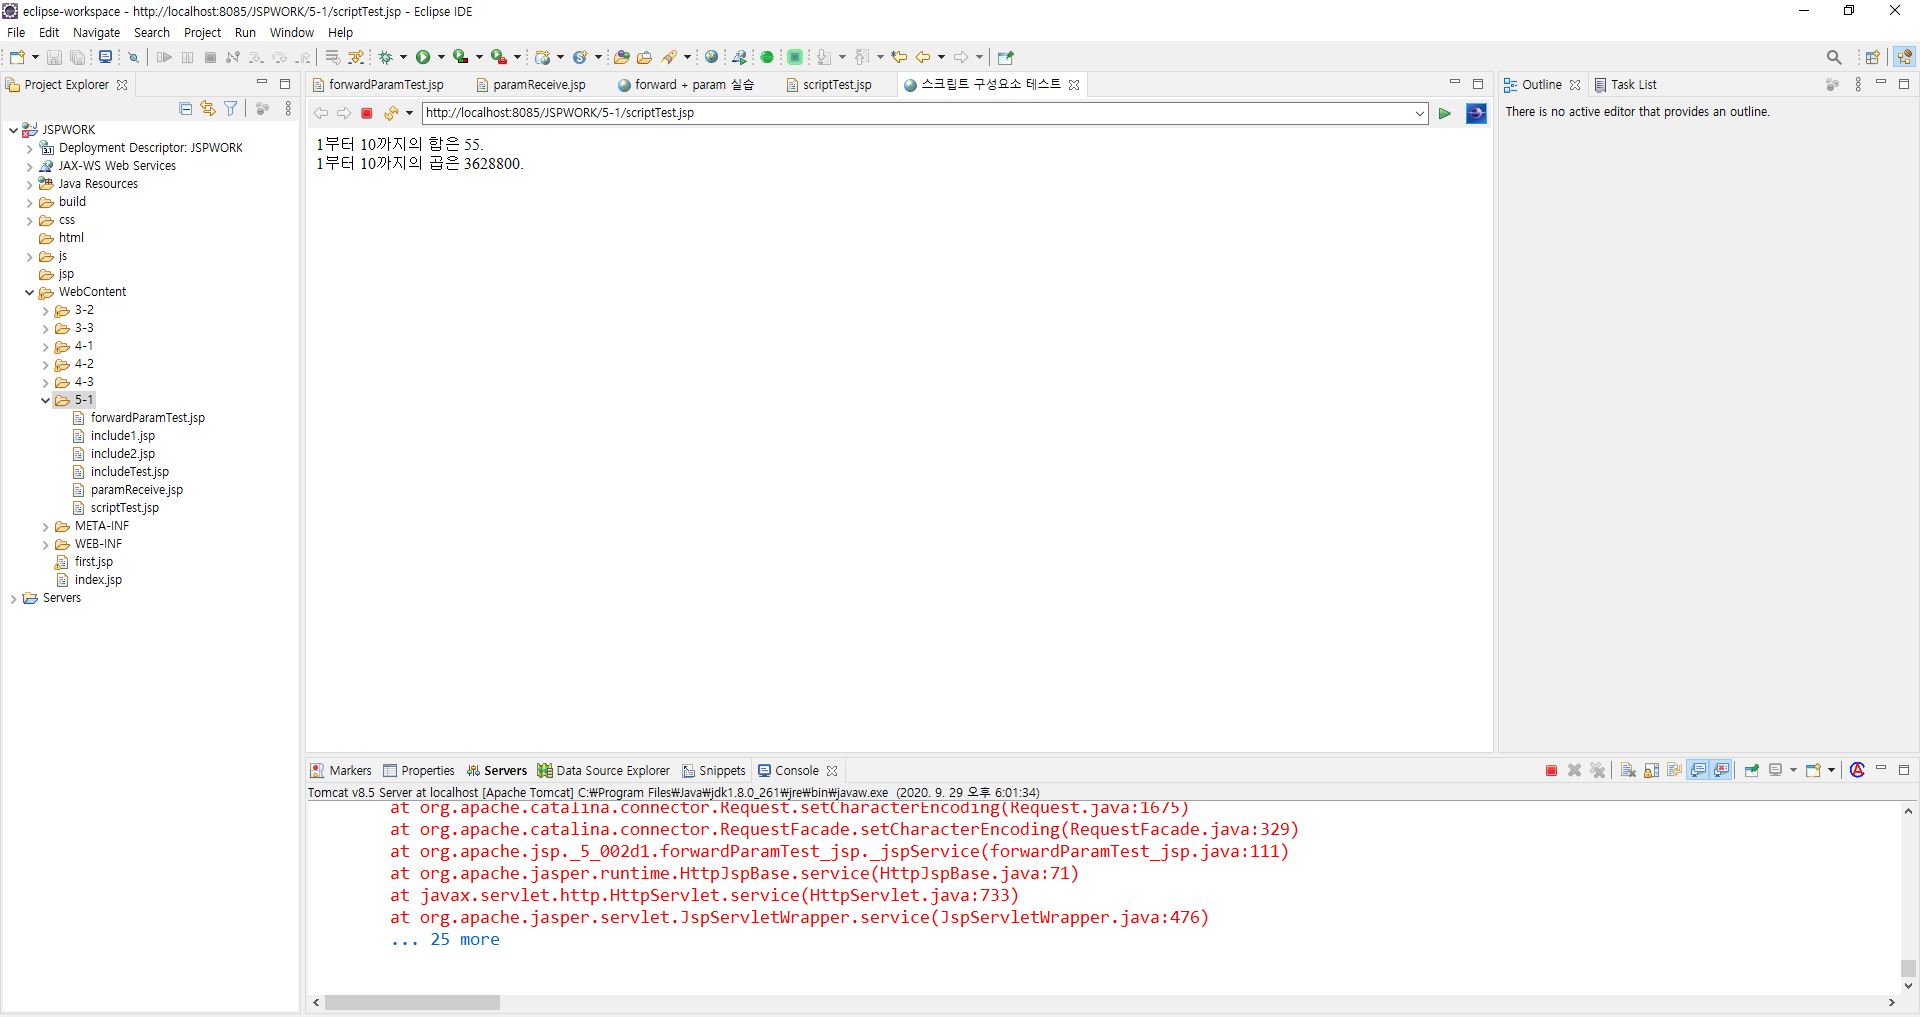 eclipse-workspace - http://localhost:8085/JSPWORK/5-1/scriptTest.jsp - Eclipse IDE
File Edit Navigate Search Project Run Window Help
Project Explorer
JSPWORK
Deployment Descriptor: JSPWORK
JAX-WS Web Services
Java Resources
build
css
html
js
jsp
WebContent
3-2
3-3
4-1
4-2
4-3
5-1
forwardParamTest.jsp
include1.jsp
include2.jsp
includeTest.jsp
paramReceive.jsp
scriptTest.jsp
META-INF
WEB-INF
first.jsp
index.jsp
Servers
forwardParamTest.jsp paramReceive.jsp forward + param 실습 scriptTest.jsp 스크립트 구성요소 테스트
http://localhost:8085/JSPWORK/5-1/scriptTest.jsp
1부터 10까지의 합은 55.
1부터 10까지의 곱은 3628800.
Outline Task List
There is no active editor that provides an outline.
Markers Properties Servers Data Source Explorer Snippets Console
Tomcat v8.5 Server at localhost [Apache Tomcat] C:₩Program Files₩Java₩jdk1.8.0_261₩jre₩bin₩javaw.exe (2020. 9. 29 오후 6:01:34)
at org.apache.catalina.connector.Request.setCharacterEncoding(Request.java:1675)
at org.apache.catalina.connector.RequestFacade.setCharacterEncoding(RequestFacade.java:329)
at org.apache.jsp._5_002d1.forwardParamTest_jsp._jspService(forwardParamTest_jsp.java:111)
at org.apache.jasper.runtime.HttpJspBase.service(HttpJspBase.java:71)
at javax.servlet.http.HttpServlet.service(HttpServlet.java:733)
at org.apache.jasper.servlet.JspServletWrapper.service(JspServletWrapper.java:476)
... 25 more